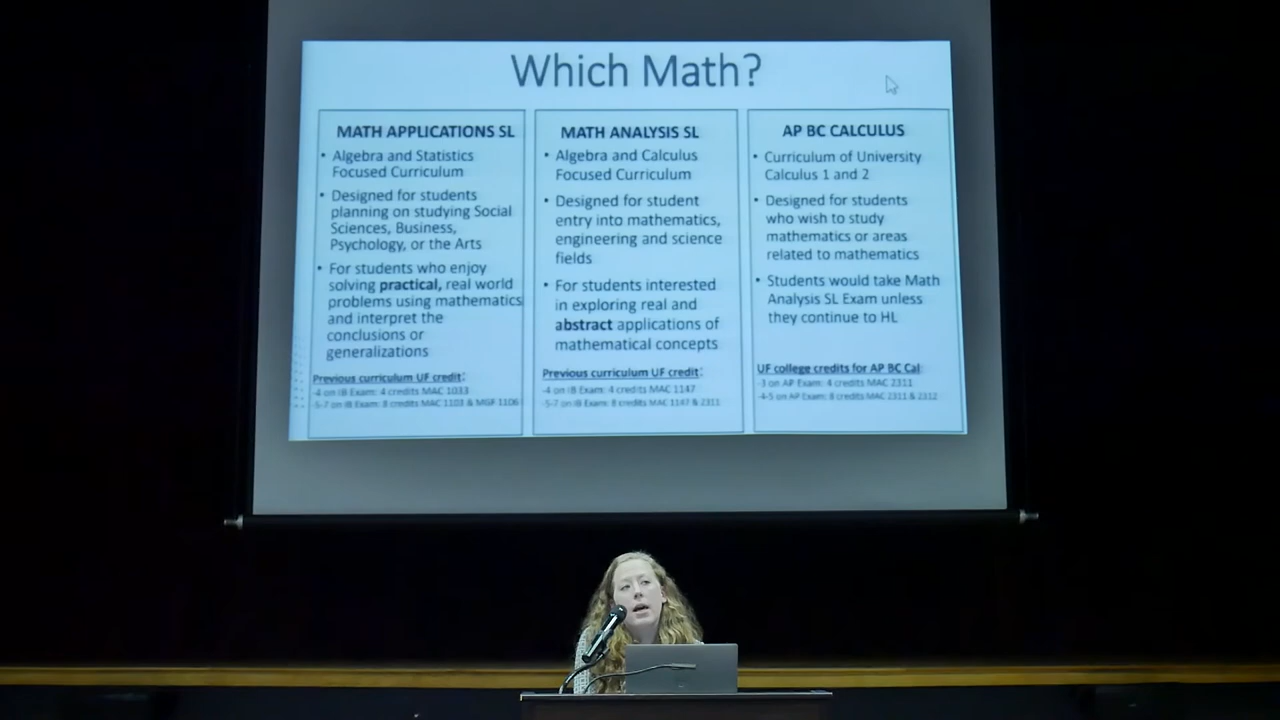 Which Math?
MATH APPLICATIONS SL
• Algebra and Statistics
Focused Curriculum
• Designed for students
planning on studying Social
Sciences, Business,
Psychology, or the Arts
• For students who enjoy
solving practical, real world
problems using mathematics
and interpret the
conclusions or
generalizations
Previous curriculum UF credit:
-4 on IB Exam: 4 credits MAC 1033
-5-7 on IB Exam: 8 credits MAC 1103 & MGF 1106
MATH ANALYSIS SL
• Algebra and Calculus
Focused Curriculum
• Designed for student
entry into mathematics,
engineering and science
fields
• For students interested
in exploring real and
abstract applications of
mathematical concepts
Previous curriculum UF credit:
-4 on IB Exam: 4 credits MAC 1147
-5-7 on IB Exam: 8 credits MAC 1147 & 2311
AP BC CALCULUS
• Curriculum of University
Calculus 1 and 2
• Designed for students
who wish to study
mathematics or areas
related to mathematics
• Students would take Math
Analysis SL Exam unless
they continue to HL
UF college credits for AP BC Cal
-3 on AP Exam: 4 credits MAC 2311
-4-5 on AP Exam: 8 credits MAC 2311 & 2312